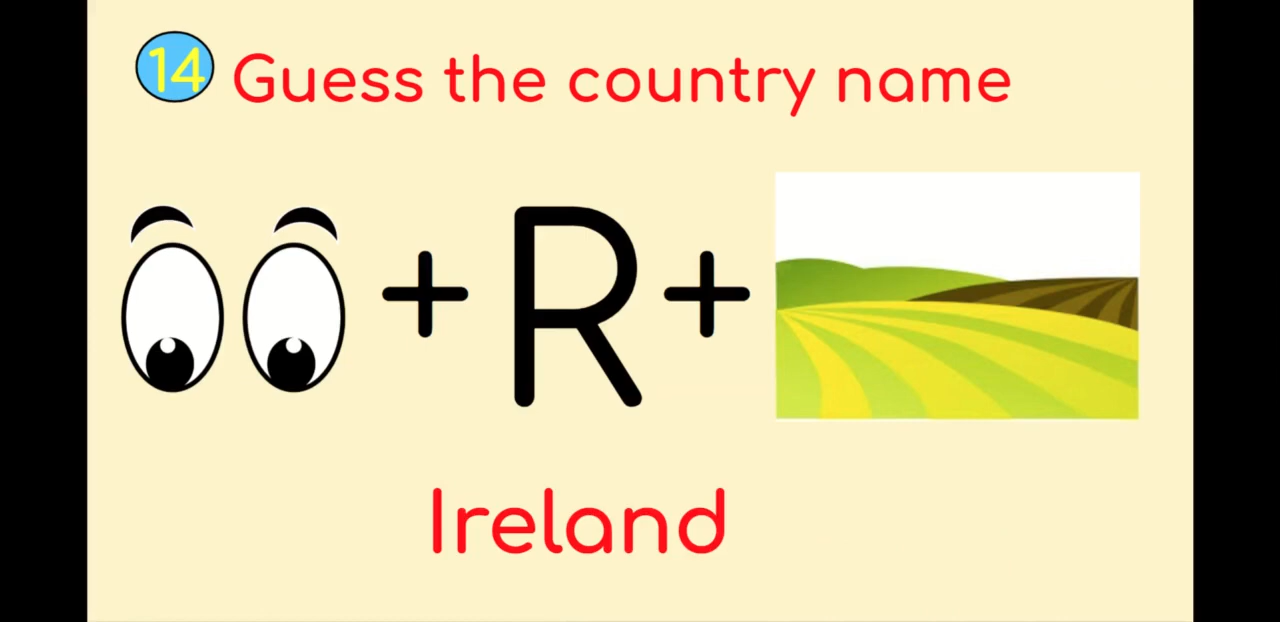 14 Guess the country name
+ R +
Ireland